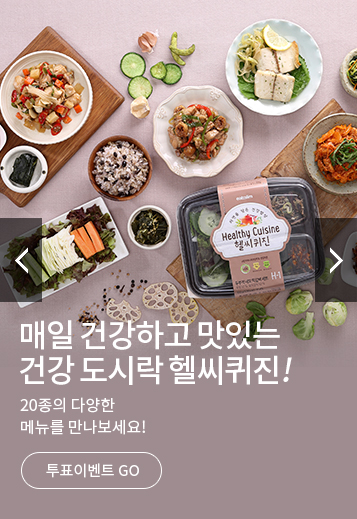 Healthy Cuisine
헬씨퀴진
H-1
매일 건강하고 맛있는
건강 도시락 헬씨퀴진!
20종의 다양한
메뉴를 만나보세요!
투표이벤트 GO